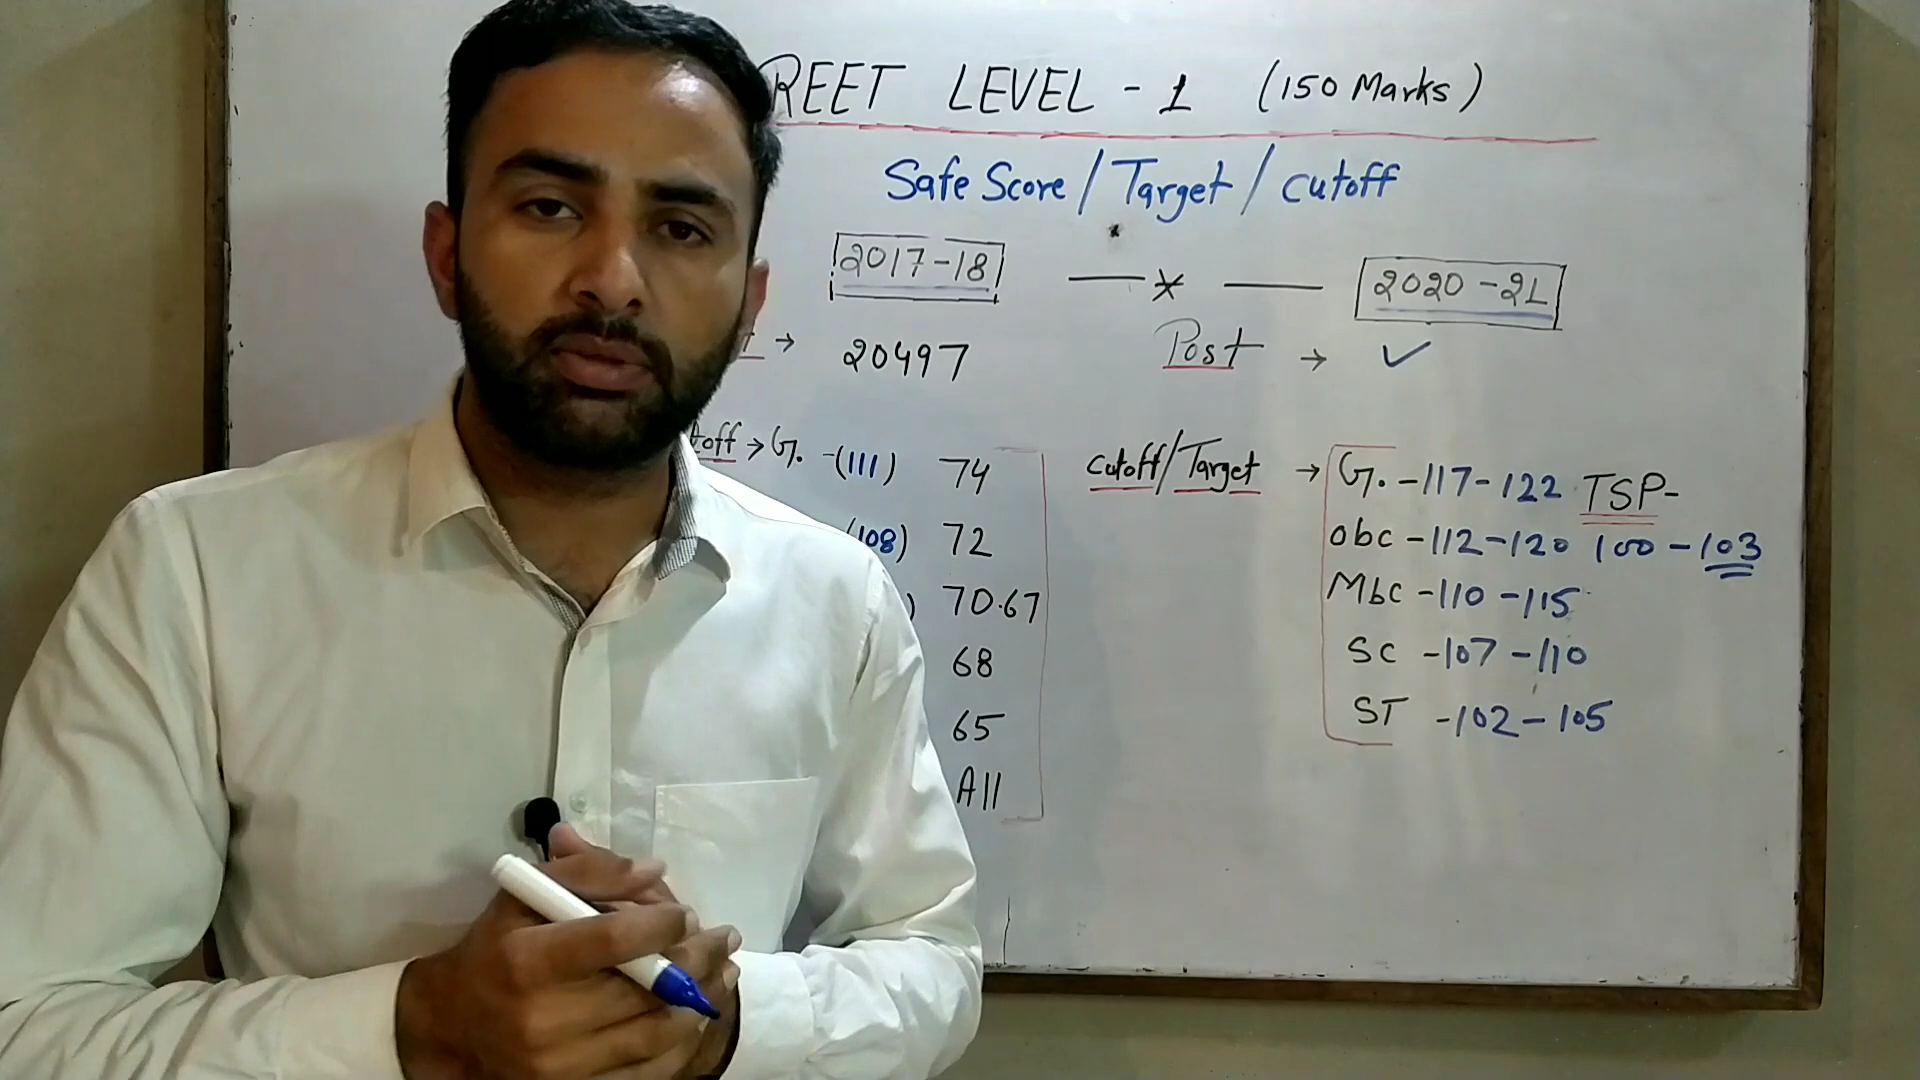 REET LEVEL - 1 (150 Marks)
Safe Score / Target / cutoff
2017-18 — * — 2020-21
→ 20497 Post → ✓
toff → G. -(111) 74 cutoff/Target → G. -117-122 TSP-
(108) 72 obc -112-120 100-103
) 70.67 Mbc -110-115
68 SC -107-110
65 ST -102-105
All